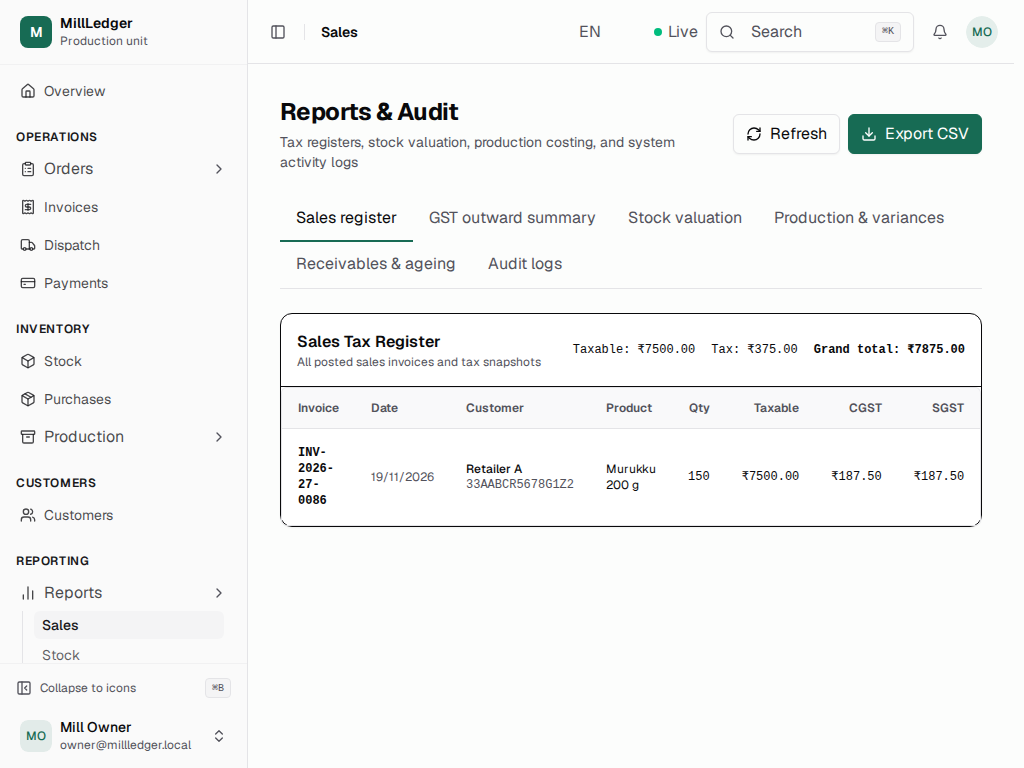 M
MillLedger
Production unit
Overview
OPERATIONS
Orders
Invoices
Dispatch
Payments
INVENTORY
Stock
Purchases
Production
CUSTOMERS
Customers
REPORTING
Reports
Sales
Stock
Collapse to icons ⌘B
MO
Mill Owner
owner@millledger.local
Sales
EN
Live
Search ⌘K
MO
Reports & Audit
Tax registers, stock valuation, production costing, and system
activity logs
Refresh
Export CSV
Sales register GST outward summary Stock valuation Production & variances
Receivables & ageing Audit logs
Sales Tax Register
All posted sales invoices and tax snapshots
Taxable: ₹7500.00 Tax: ₹375.00 Grand total: ₹7875.00
Invoice Date Customer Product Qty Taxable CGST SGST
INV-
2026-
27-
0086
19/11/2026
Retailer A
33AABCR5678G1Z2
Murukku
200 g
150 ₹7500.00 ₹187.50 ₹187.50